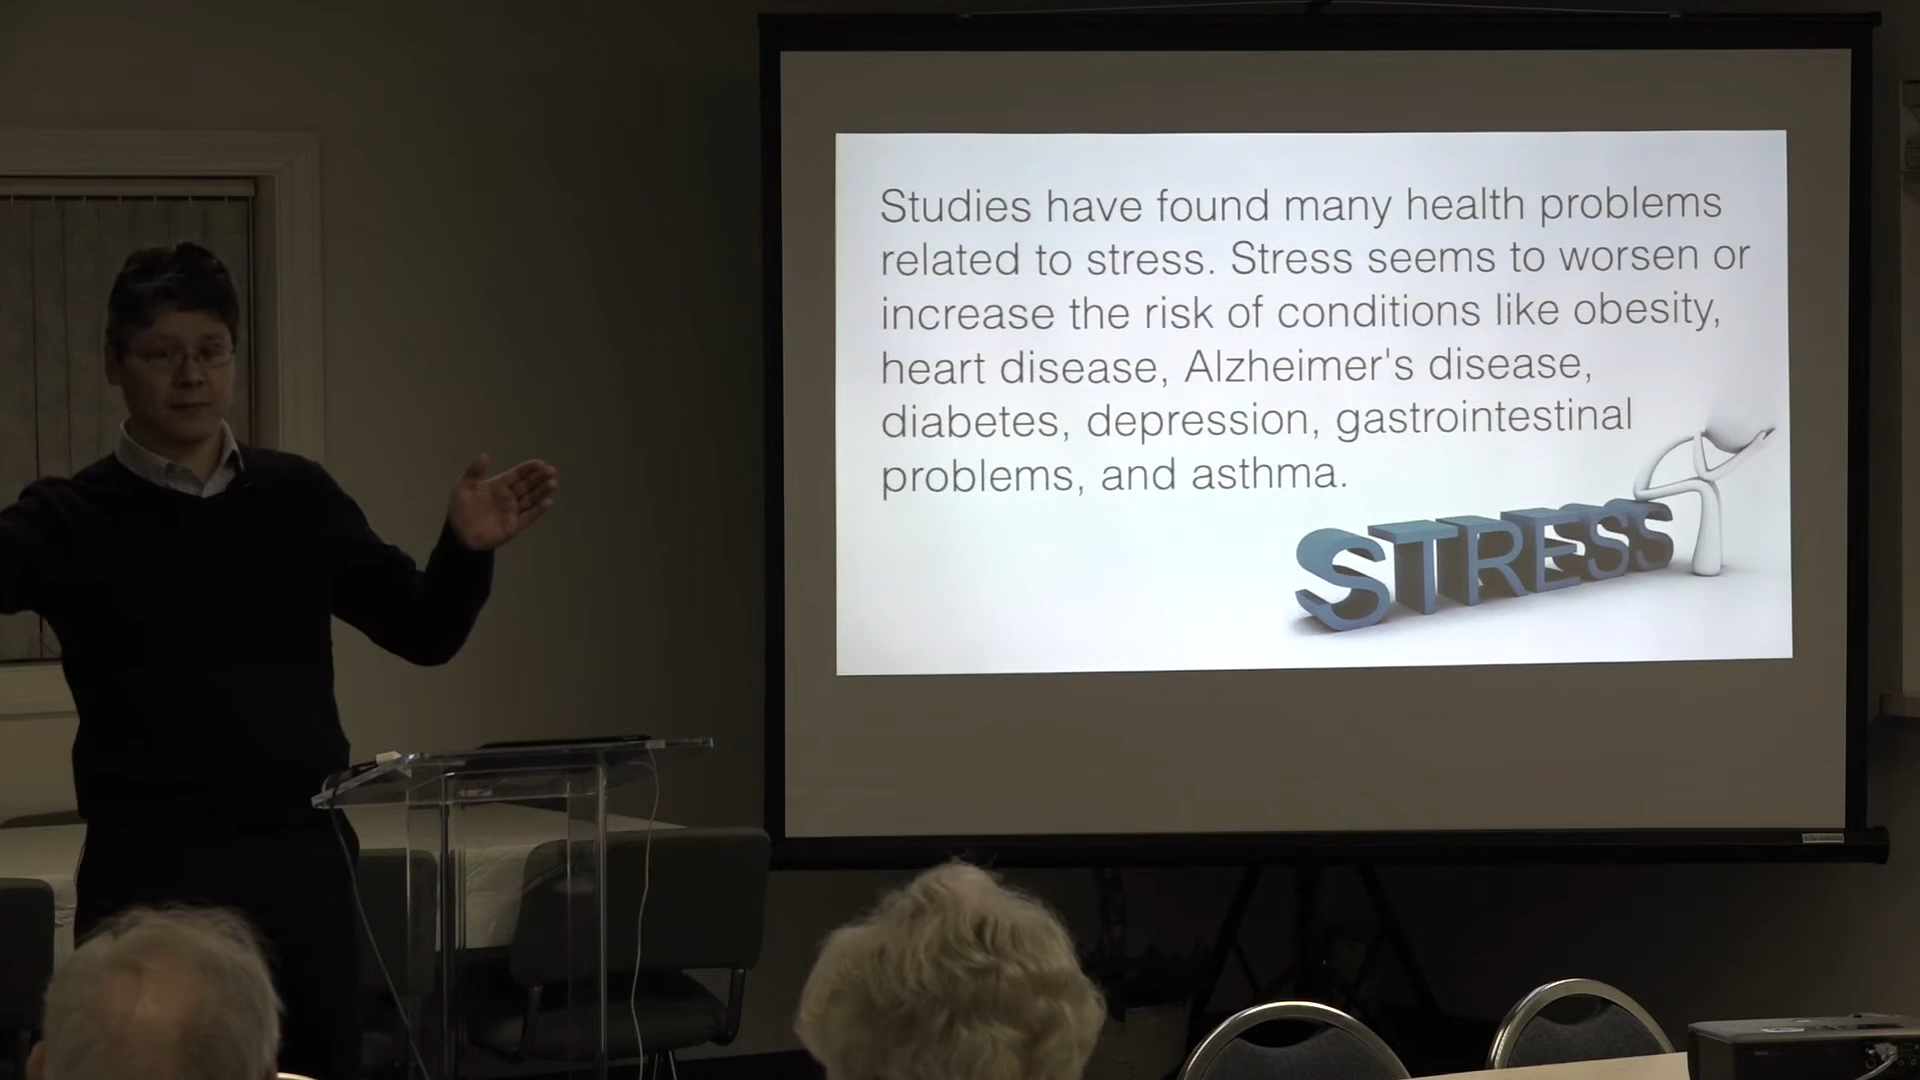 Studies have found many health problems
related to stress. Stress seems to worsen or
increase the risk of conditions like obesity,
heart disease, Alzheimer's disease,
diabetes, depression, gastrointestinal
problems, and asthma.
STRESS